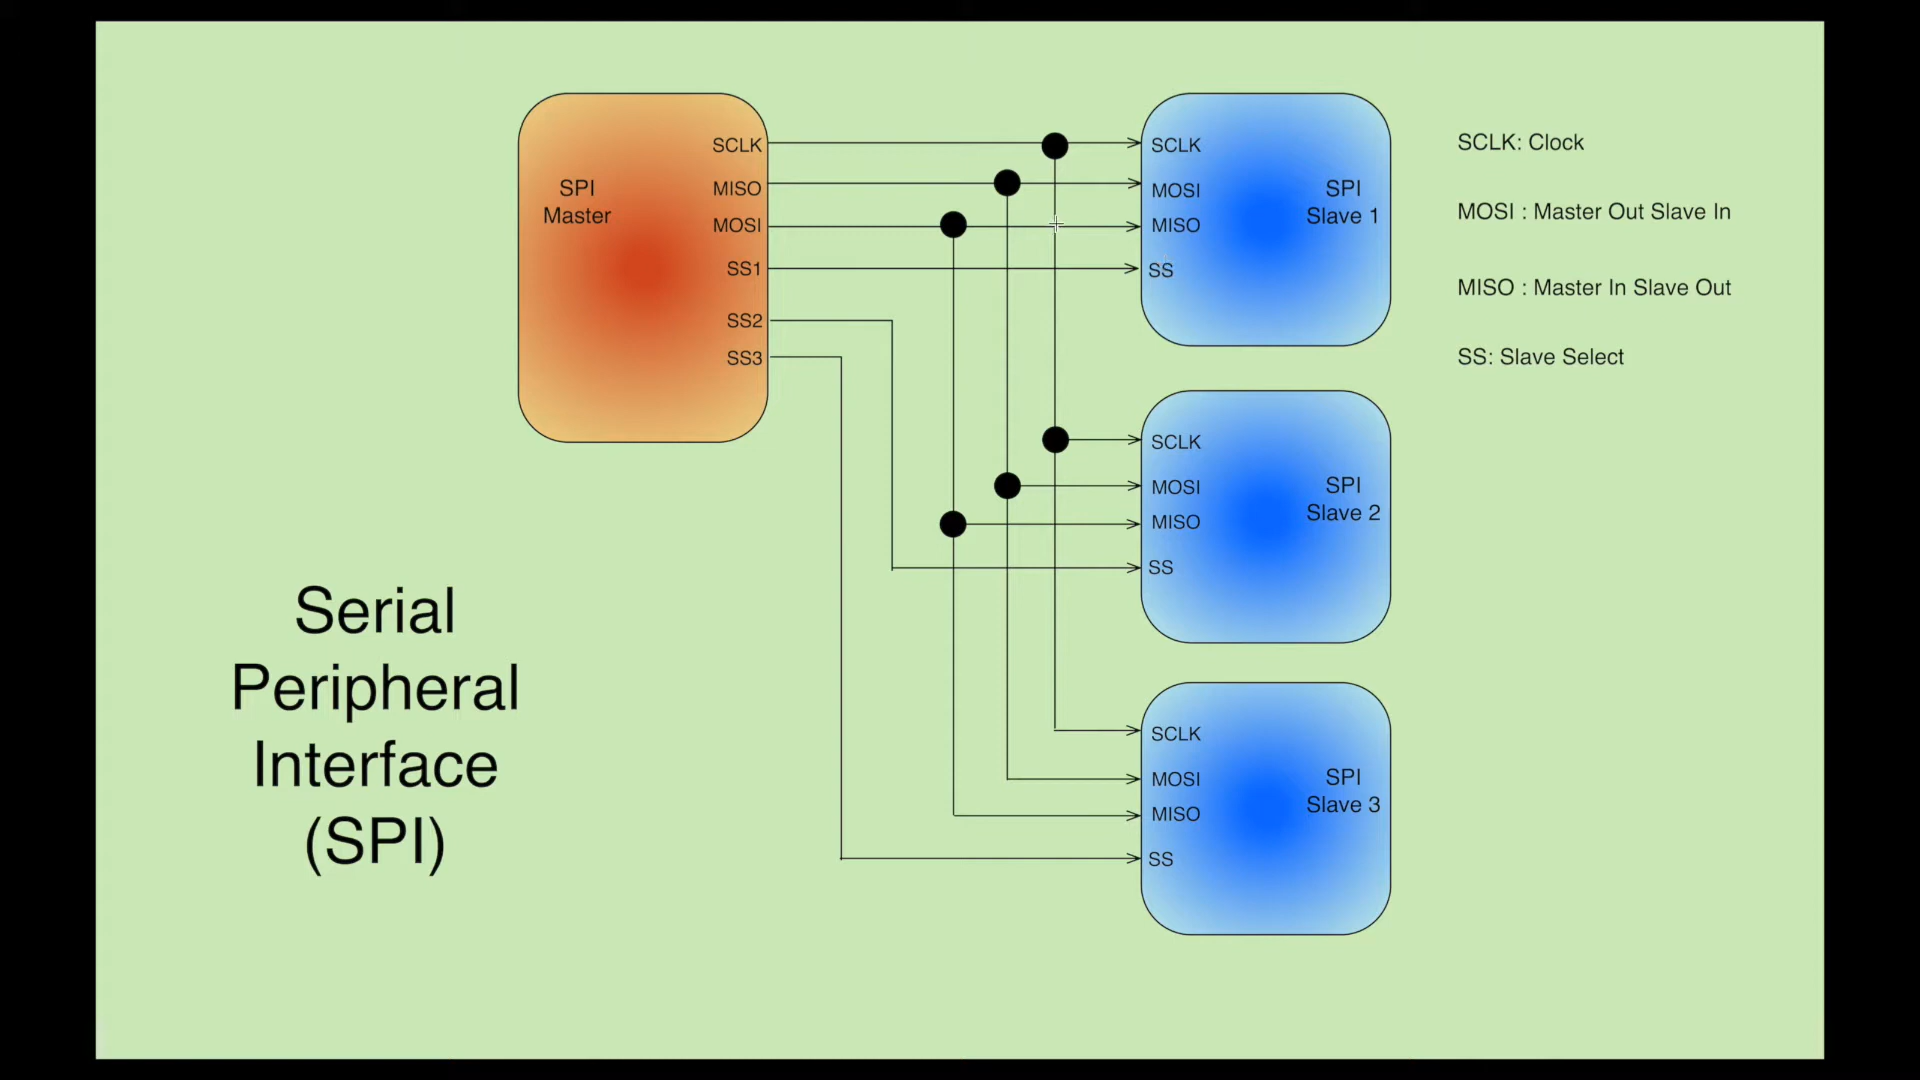 SPI
Master
SCLK
MISO
MOSI
SS1
SS2
SS3
SCLK
MOSI
MISO
SS
SPI
Slave 1
SCLK
MOSI
MISO
SS
SPI
Slave 2
SCLK
MOSI
MISO
SS
SPI
Slave 3
SCLK: Clock
MOSI : Master Out Slave In
MISO : Master In Slave Out
SS: Slave Select
Serial
Peripheral
Interface
(SPI)